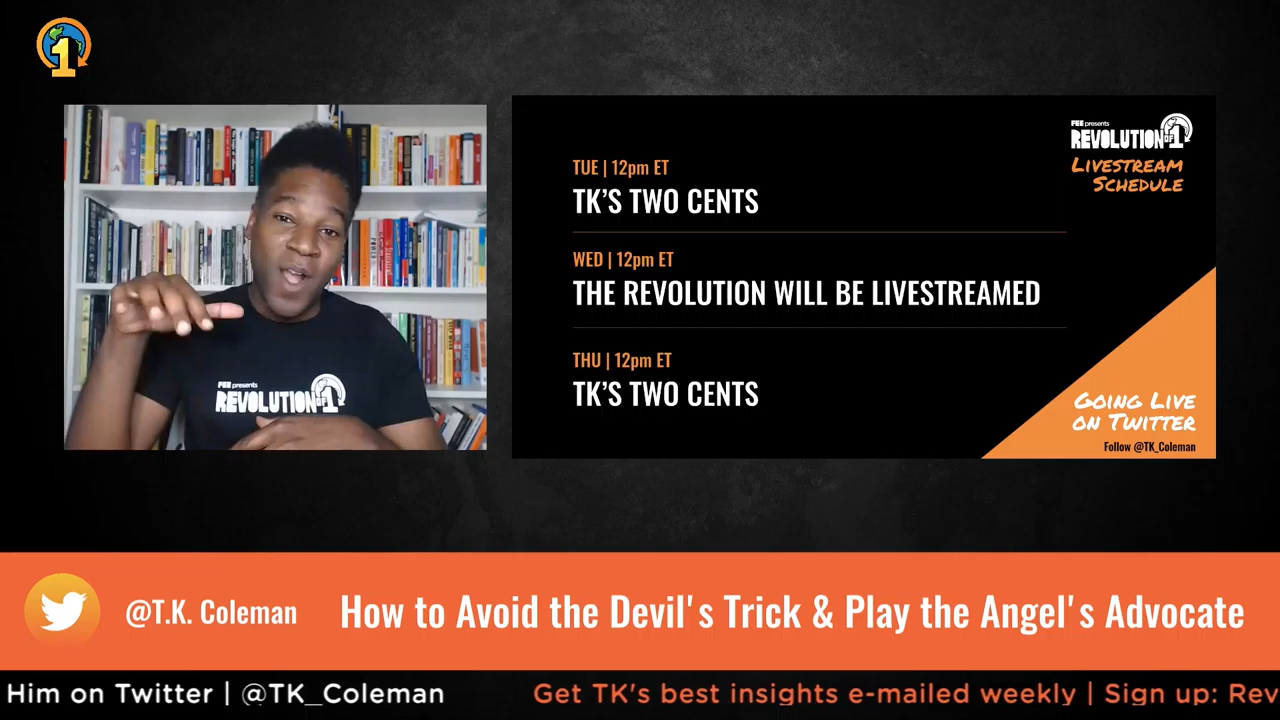 1
FEE presents
REVOLUTION OF 1
LIVESTREAM
SCHEDULE
TUE | 12pm ET
TK'S TWO CENTS
WED | 12pm ET
THE REVOLUTION WILL BE LIVESTREAMED
THU | 12pm ET
TK'S TWO CENTS
GOING LIVE
ON TWITTER
Follow @TK_Coleman
FEE presents
REVOLUTION OF 1
@T.K. Coleman
How to Avoid the Devil's Trick & Play the Angel's Advocate
Him on Twitter | @TK_Coleman
Get TK's best insights e-mailed weekly | Sign up: Rev